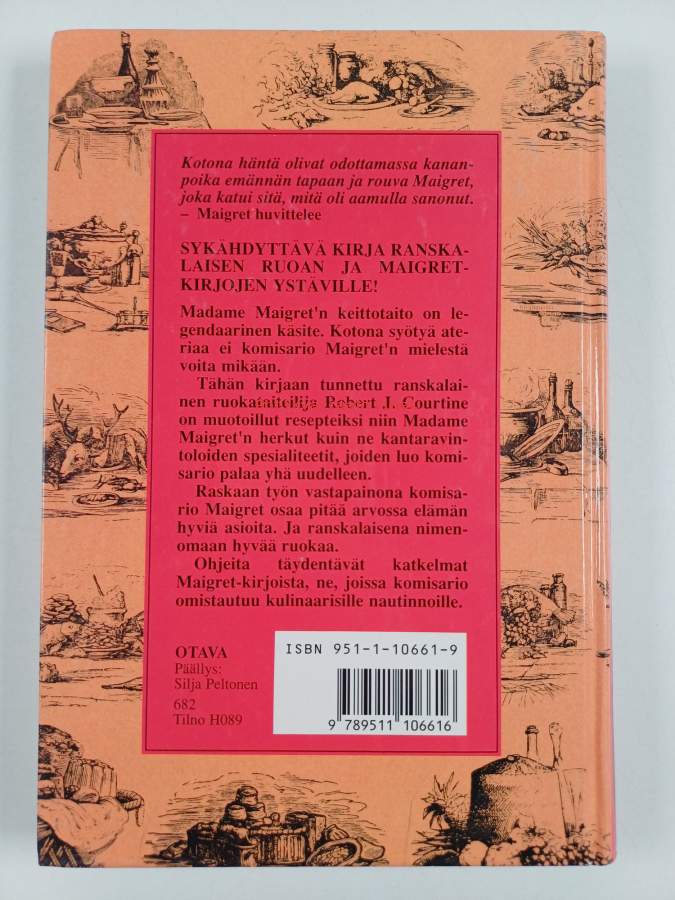 Kotona häntä olivat odottamassa kanan-
poika emännän tapaan ja rouva Maigret,
joka katui sitä, mitä oli aamulla sanonut.
– Maigret huvittelee
SYKÄHDYTTÄVÄ KIRJA RANSKA-
LAISEN RUOAN JA MAIGRET-
KIRJOJEN YSTÄVILLE!
Madame Maigret'n keittotaito on le-
gendaarinen käsite. Kotona syötyä ate-
riaa ei komisario Maigret'n mielestä
voita mikään.
Tähän kirjaan tunnettu ranskalai-
nen ruokataiteilija Robert J. Courtine
on muotoillut resepteiksi niin Madame
Maigret'n herkut kuin ne kantaravin-
toloiden spesialiteetit, joiden luo komi-
sario palaa yhä uudelleen.
Raskaan työn vastapainona komisa-
rio Maigret osaa pitää arvossa elämän
hyviä asioita. Ja ranskalaisena nimen-
omaan hyvää ruokaa.
Ohjeita täydentävät katkelmat
Maigret-kirjoista, ne, joissa komisario
omistautuu kulinaarisille nautinnoille.
OTAVA
Päällys:
Silja Peltonen
682
Tilno H089
ISBN 951-1-10661-9
9 789511 106616